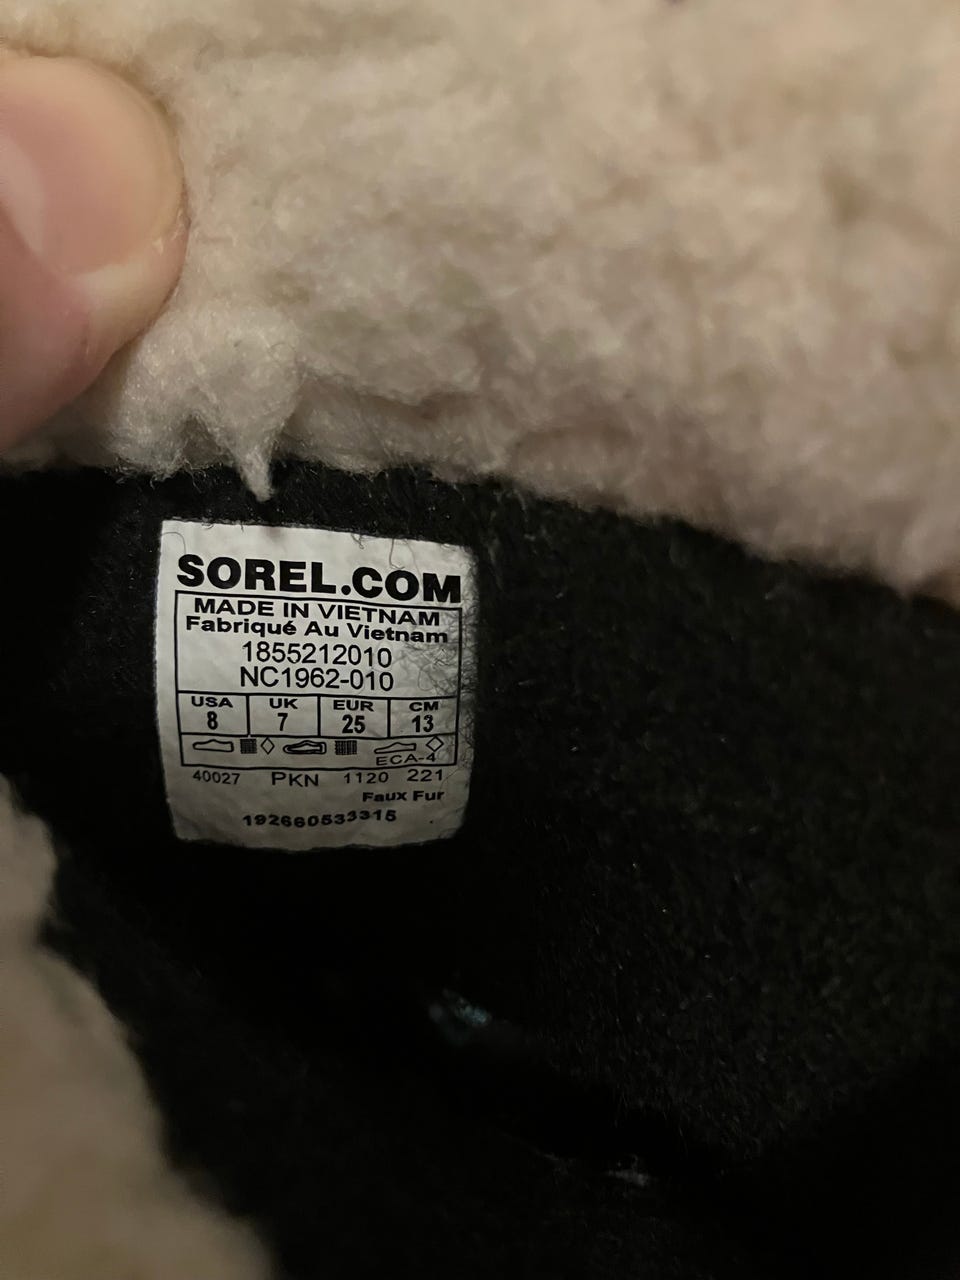 SOREL.COM
MADE IN VIETNAM
Fabriqué Au Vietnam
1855212010
NC1962-010
USA UK EUR CM
8 7 25 13
ECA-4
40027 PKN 1120 221
Faux Fur
192660533315